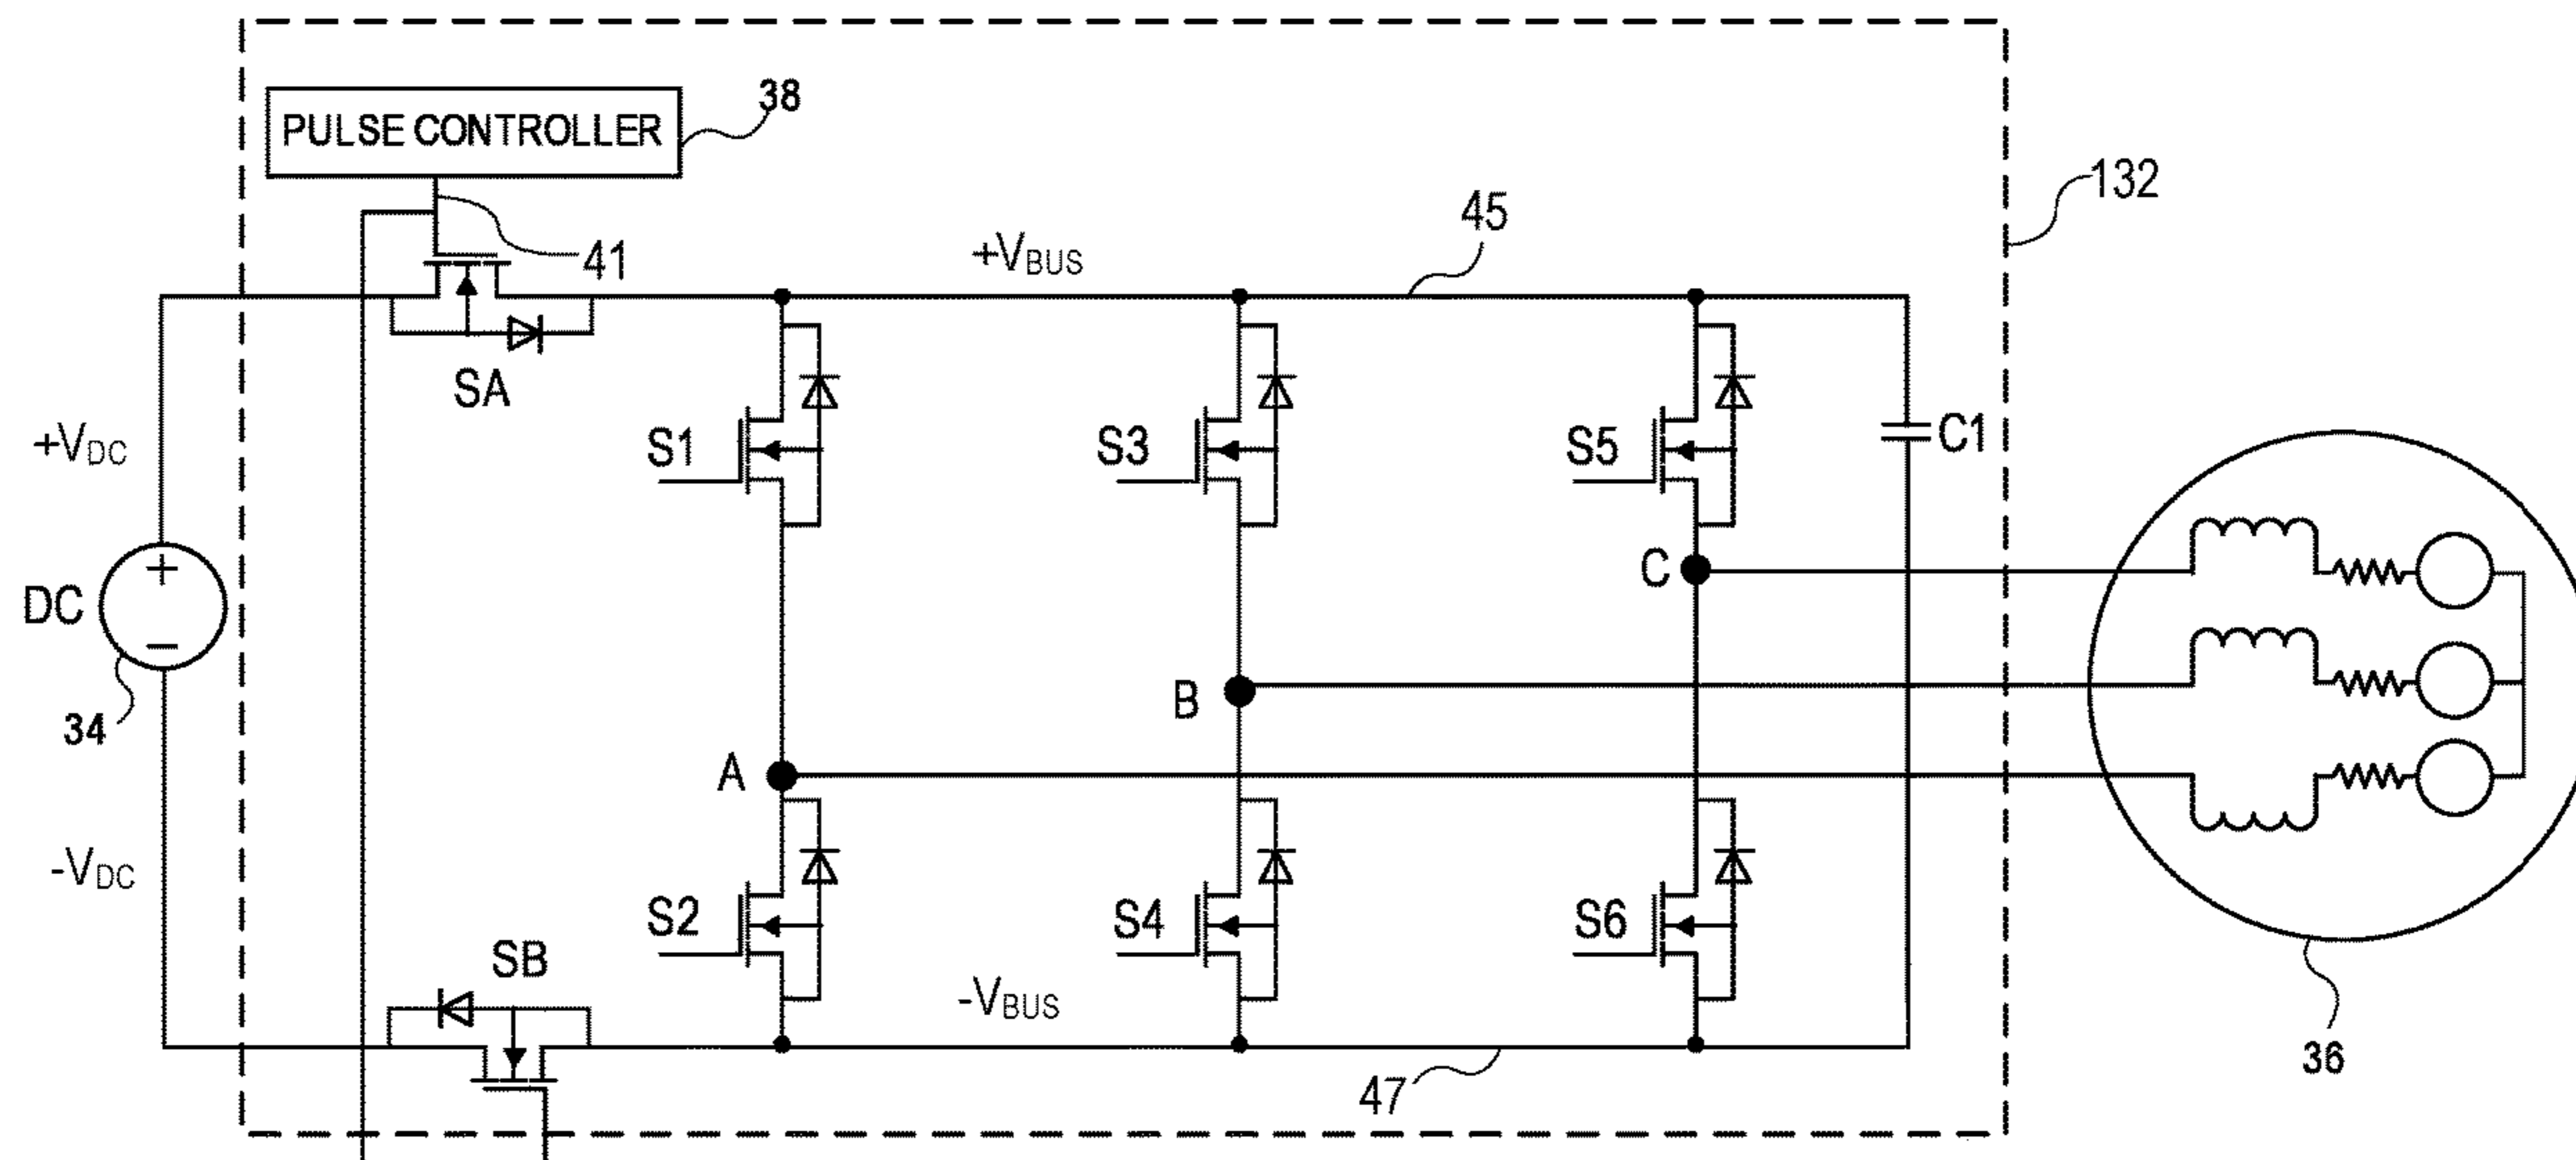 38
PULSE CONTROLLER
132
45
+VBUS
41
SA
+VDC
S1
S3
S5
C1
C
DC
+
−
B
34
A
-VDC
S2
S4
S6
SB
-VBUS
47
36